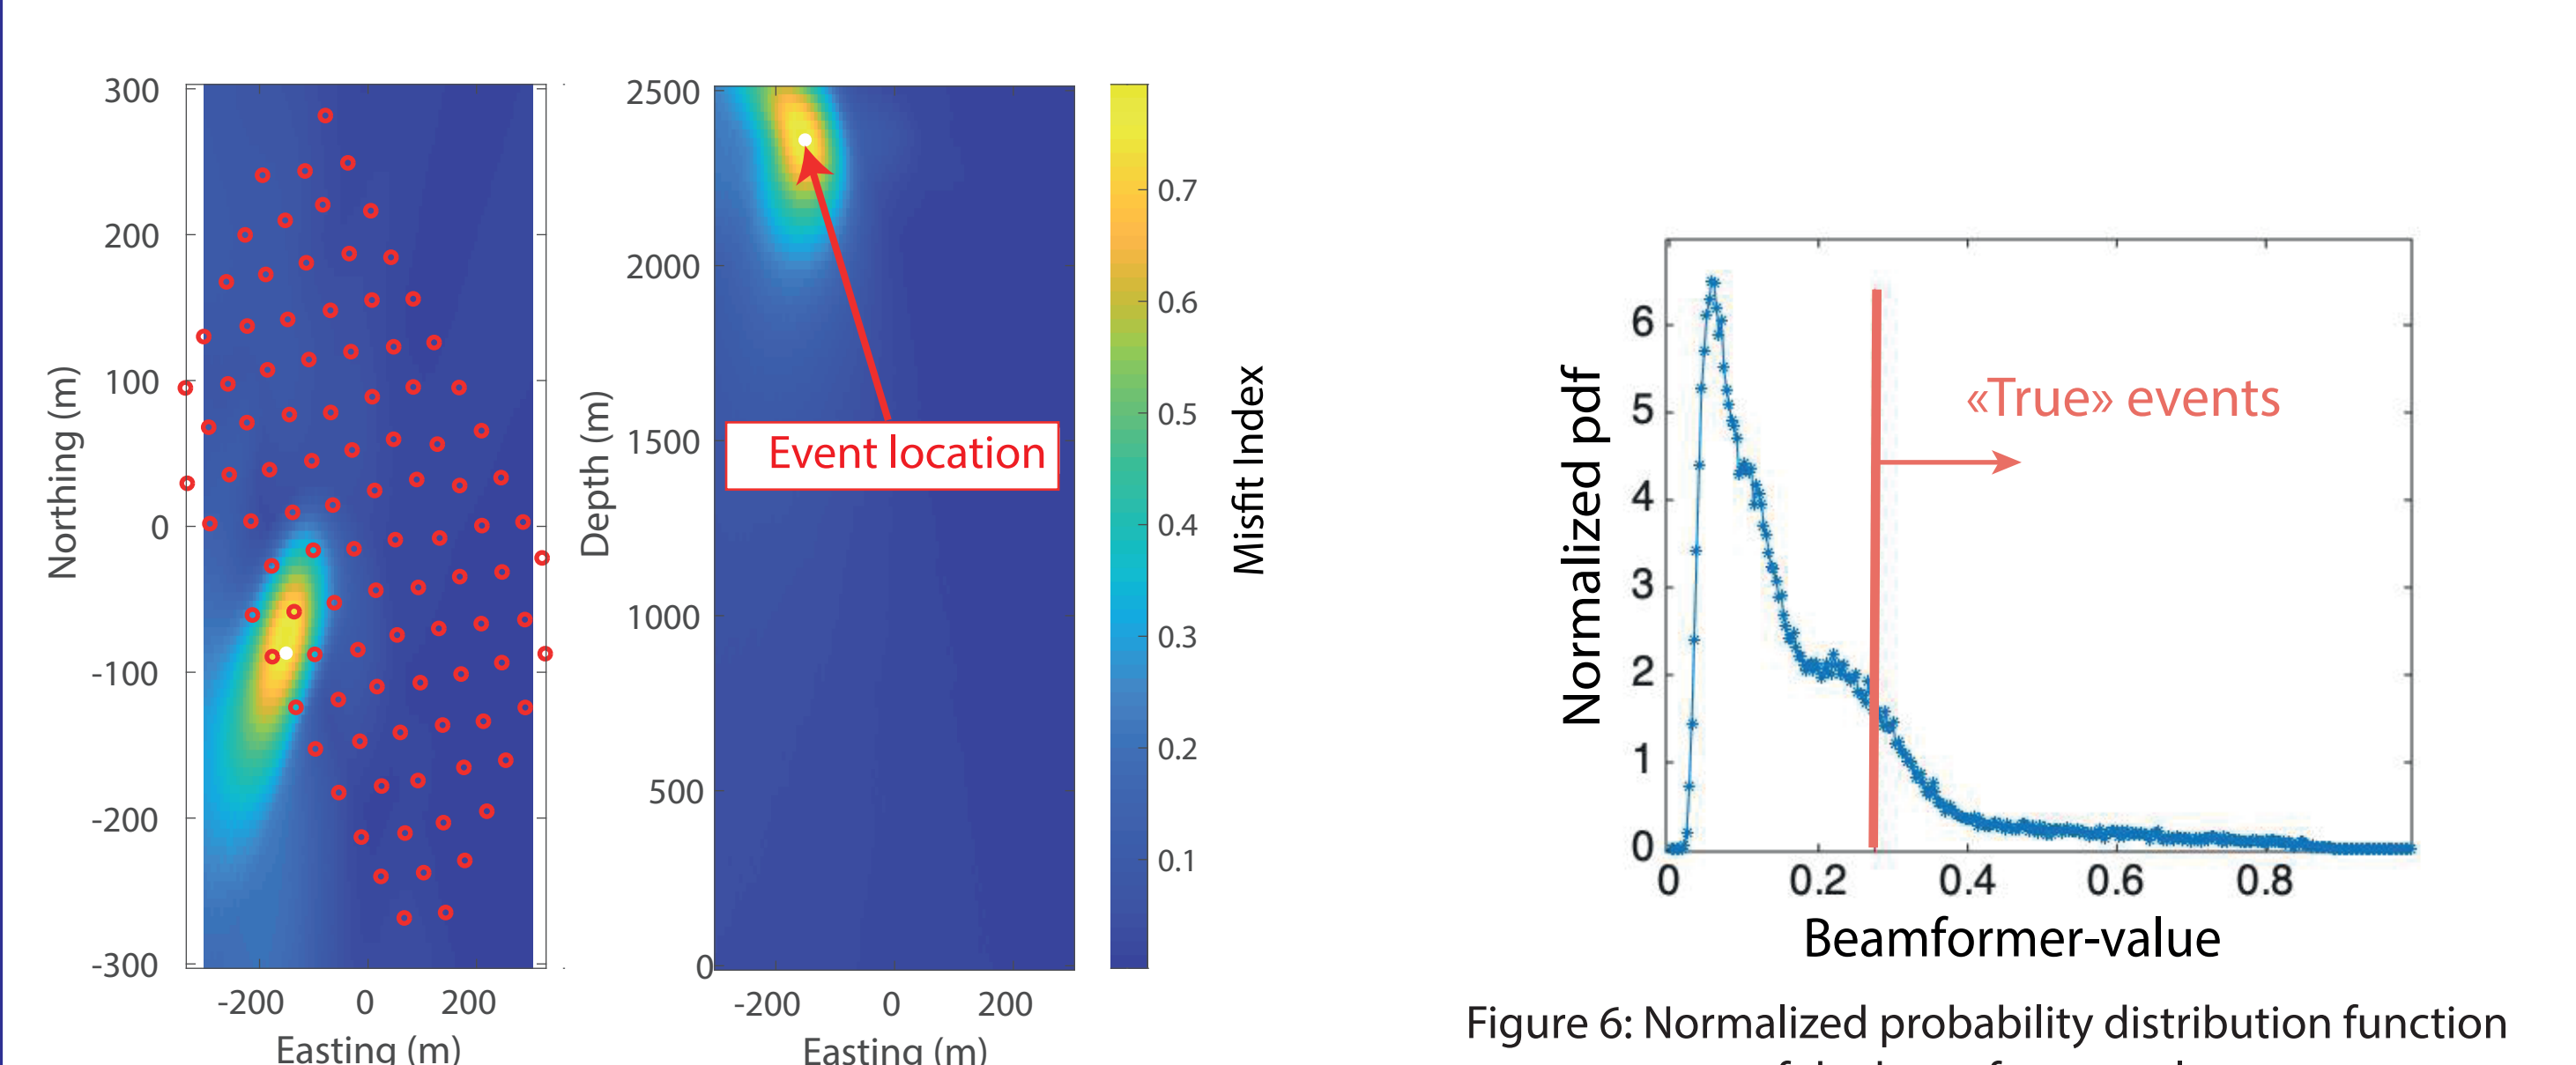 300
200
100
0
-100
-200
-300
Northing (m)
-200 0 200
Easting (m)
2500
2000
1500
1000
500
0
Depth (m)
-200 0 200
Easting (m)
Event location
0.7
0.6
0.5
0.4
0.3
0.2
0.1
Misfit Index
6
5
4
3
2
1
0
Normalized pdf
«True» events
0 0.2 0.4 0.6 0.8
Beamformer-value
Figure 6: Normalized probability distribution function